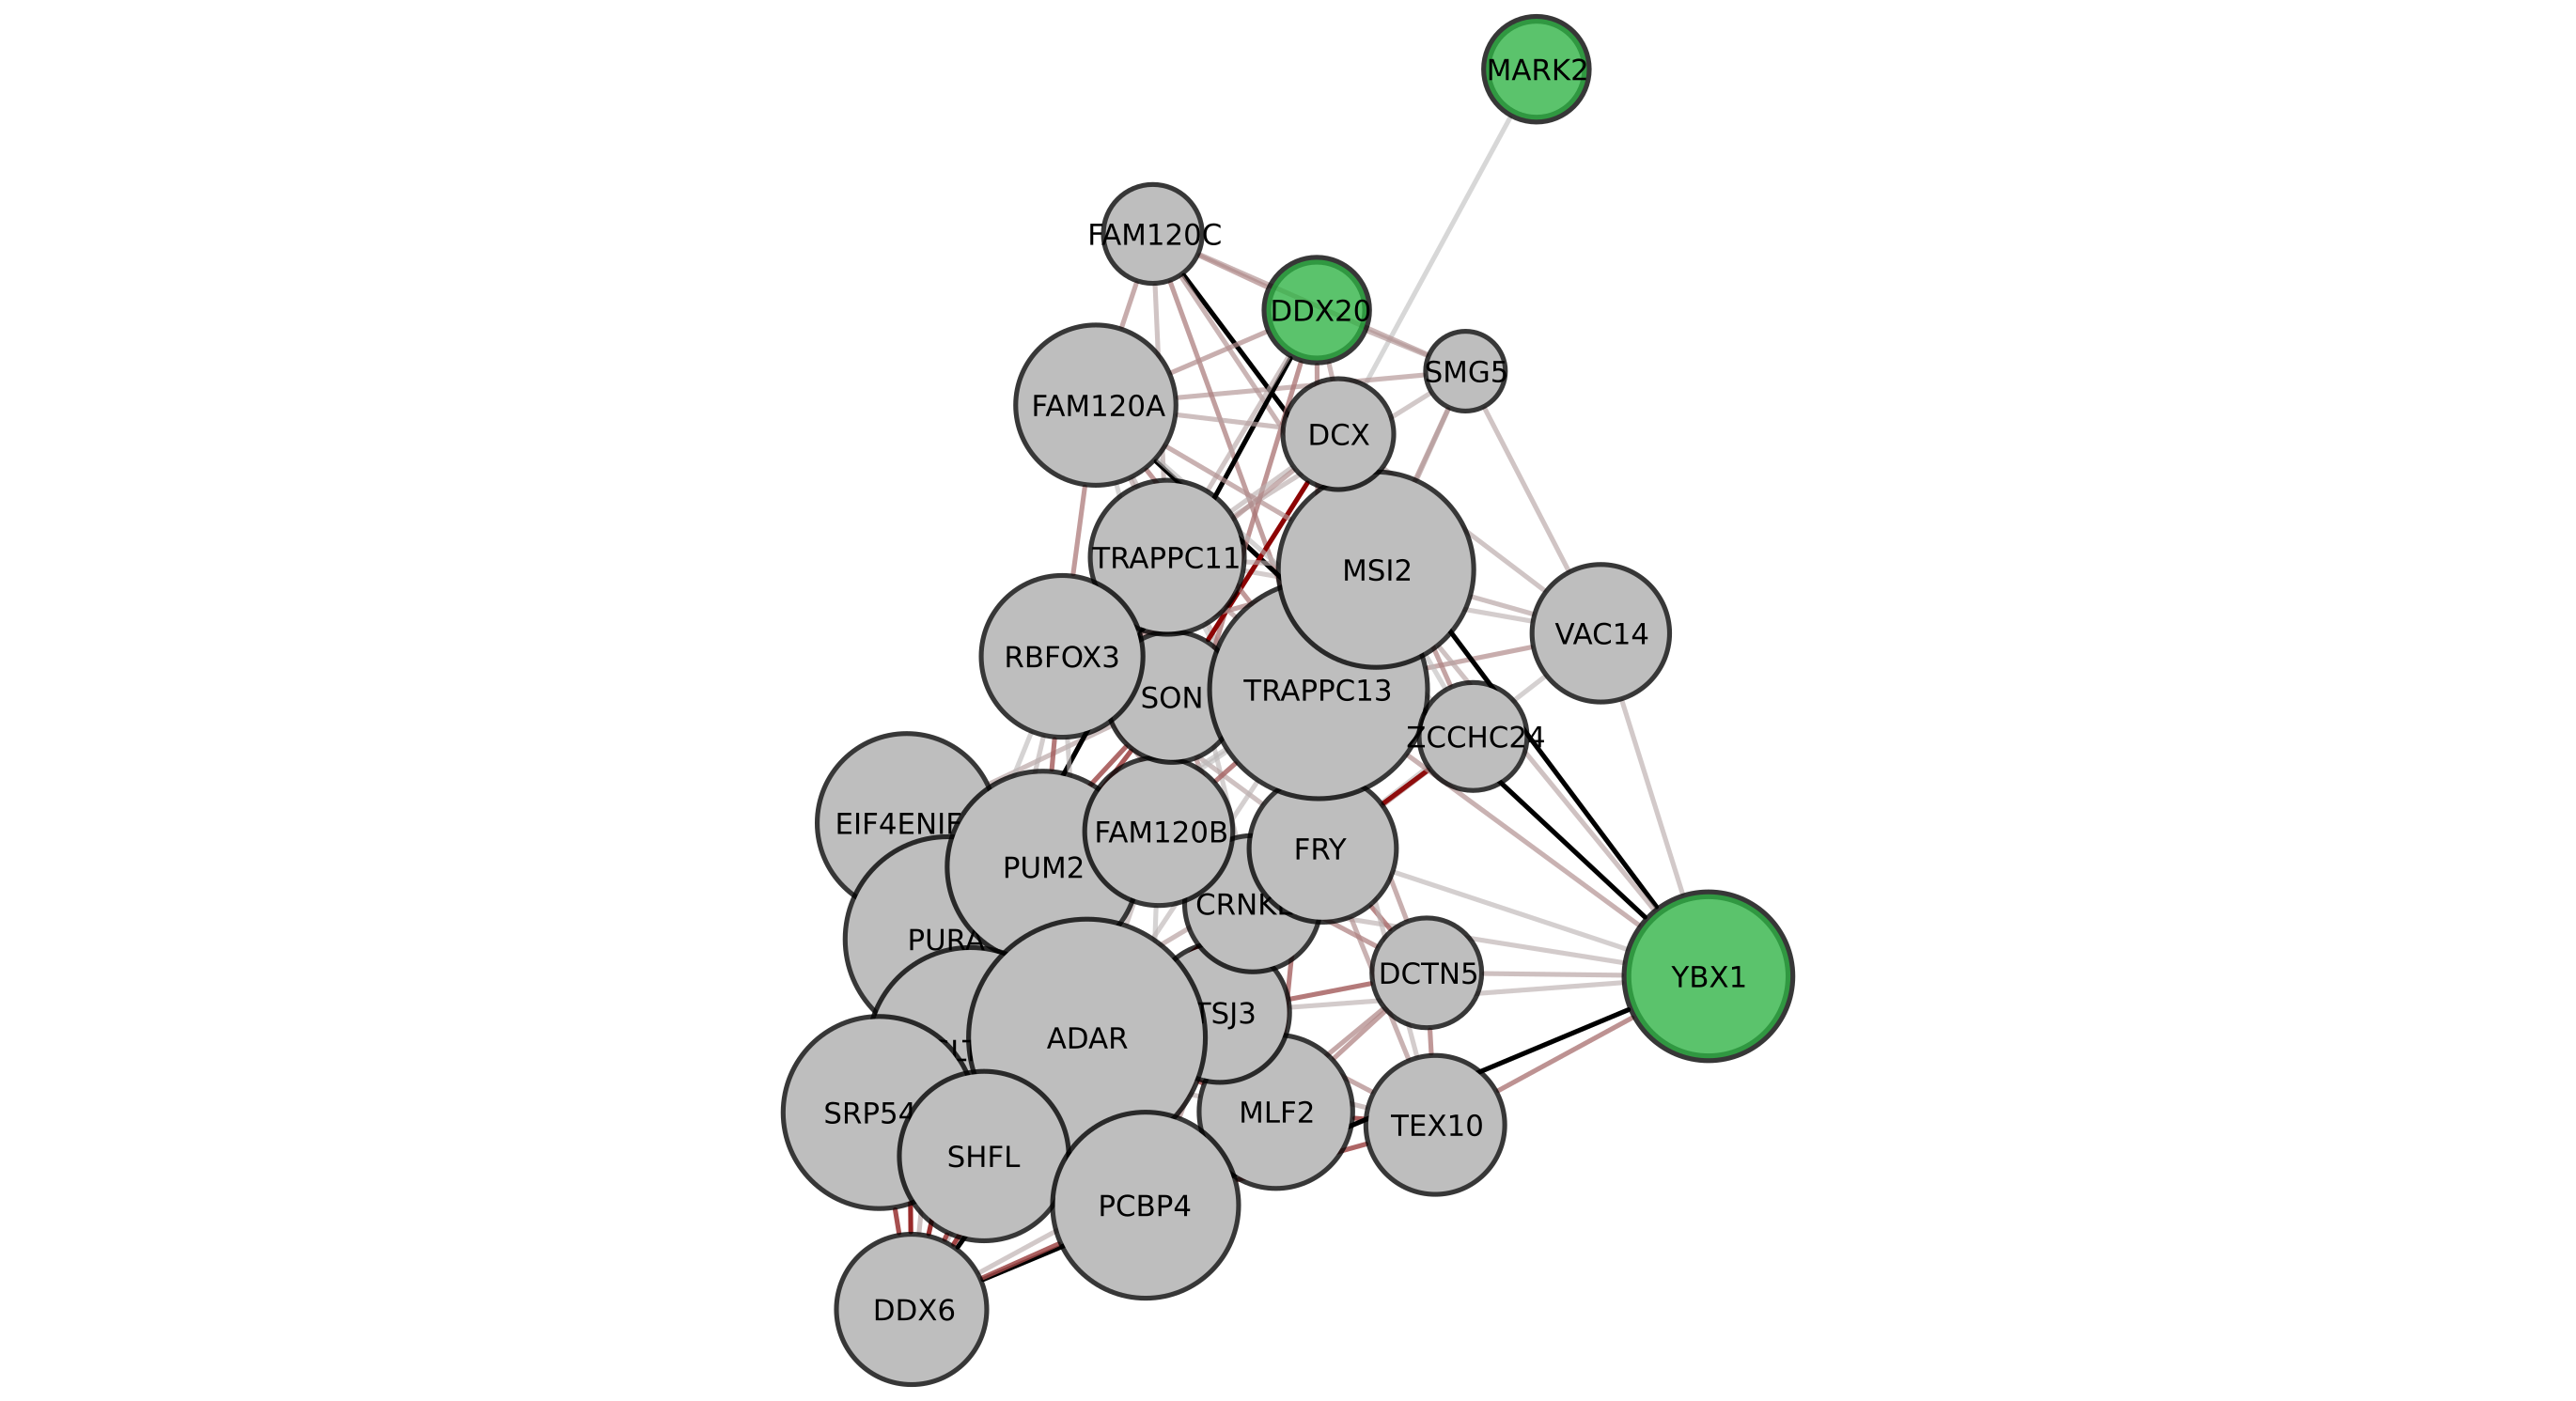 MARK2
FAM120C
DDX20
SMG5
FAM120A
DCX
TRAPPC11
MSI2
VAC14
RBFOX3
SON
TRAPPC13
ZCCHC24
EIF4ENIF
PUM2
FAM120B
FRY
CRNKL
PURA
DCTN5
YBX1
TSJ3
ADAR
SRP54
MLF2
TEX10
SHFL
PCBP4
DDX6